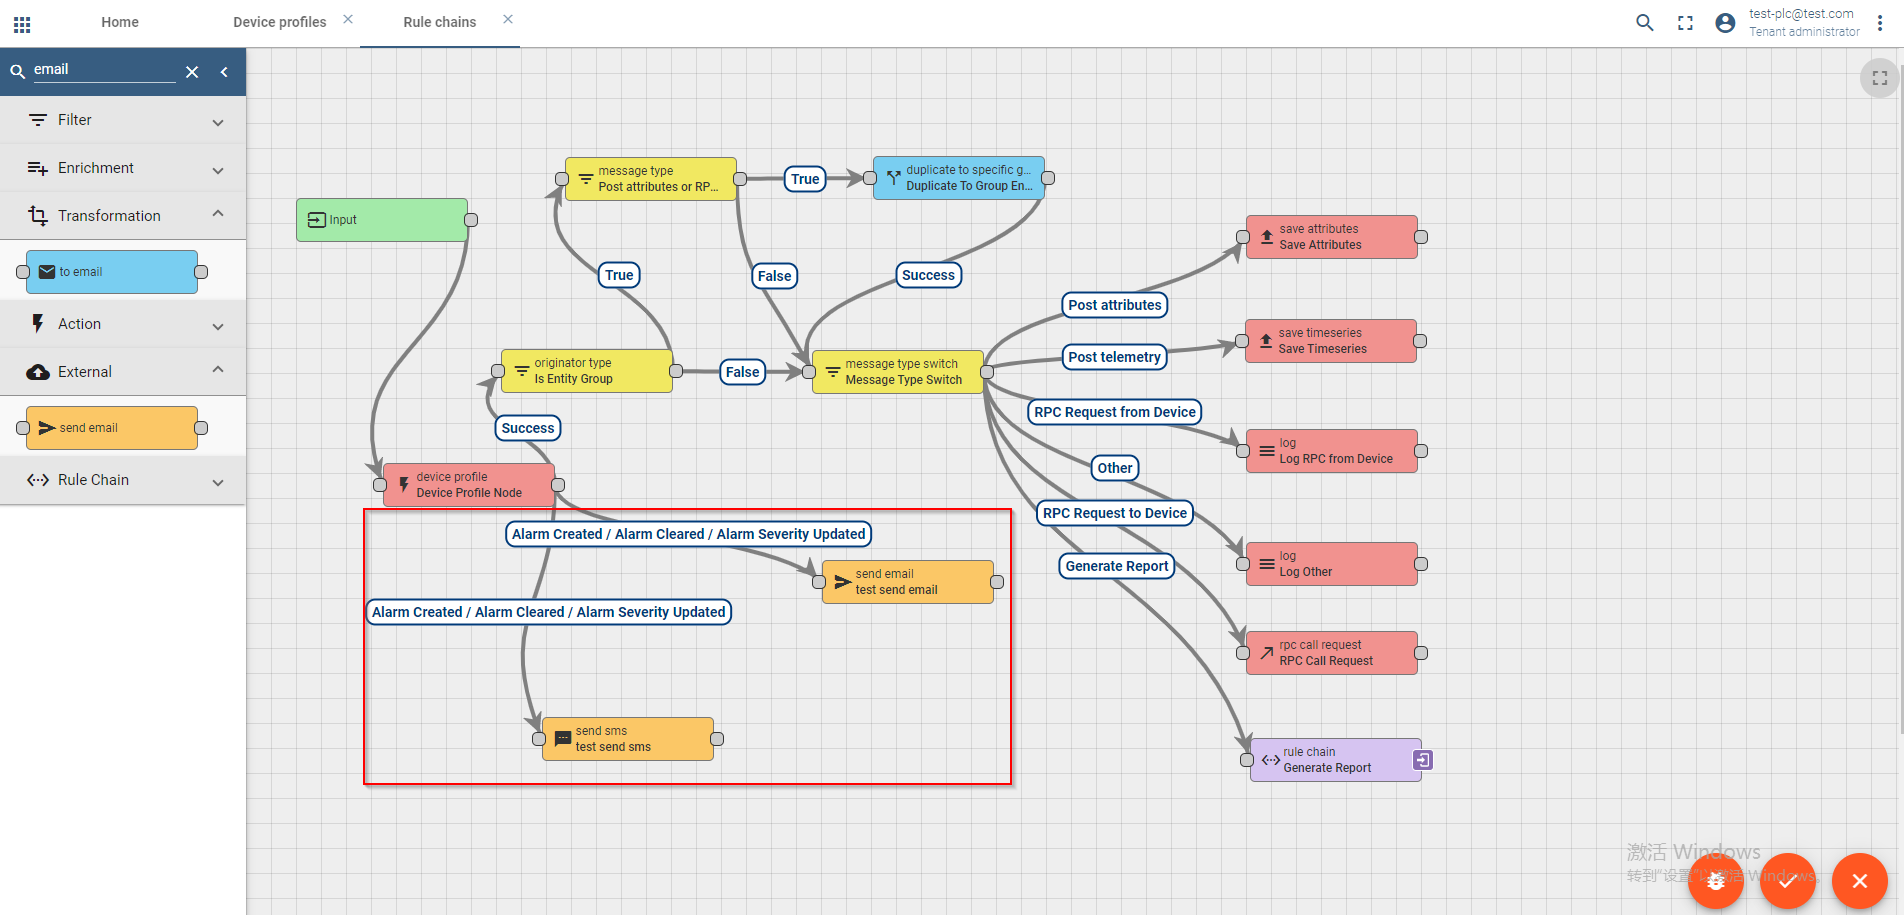 Home
Device profiles
Rule chains
test-plc@test.com
Tenant administrator
email
Filter
Enrichment
Transformation
to email
Action
External
send email
Rule Chain
Input
message type
Post attributes or RP...
True
duplicate to specific g...
Duplicate To Group En...
True
False
Success
originator type
Is Entity Group
False
message type switch
Message Type Switch
Success
device profile
Device Profile Node
Alarm Created / Alarm Cleared / Alarm Severity Updated
send email
test send email
Alarm Created / Alarm Cleared / Alarm Severity Updated
send sms
test send sms
Post attributes
save attributes
Save Attributes
Post telemetry
save timeseries
Save Timeseries
RPC Request from Device
log
Log RPC from Device
Other
RPC Request to Device
log
Log Other
Generate Report
rpc call request
RPC Call Request
rule chain
Generate Report
激活 Windows
转到"设置"以激活 Windows。